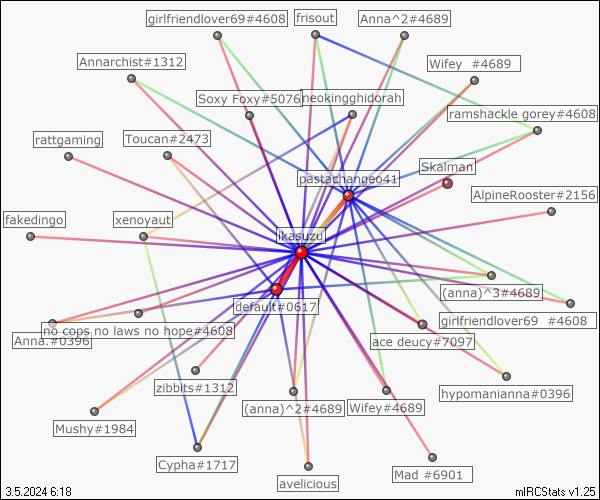 girlfriendlover69#4608
frisout
Anna^2#4689
Annarchist#1312
Wifey #4689
Soxy Foxy#5076
neokingghidorah
ramshackle gorey#4608
rattgaming
Toucan#2473
pastachangeo41
Skalman
AlpineRooster#2156
fakedingo
xenoyaut
ikasuzu
(anna)^3#4689
default#0617
girlfriendlover69 #4608
no cops no laws no hope#4608
Anna.#0396
ace deucy#7097
zibbits#1312
hypomanianna#0396
(anna)^2#4689
Wifey#4689
Mushy#1984
Cypha#1717
avelicious
Mad #6901
3.5.2024 6:18
mIRCStats v1.25